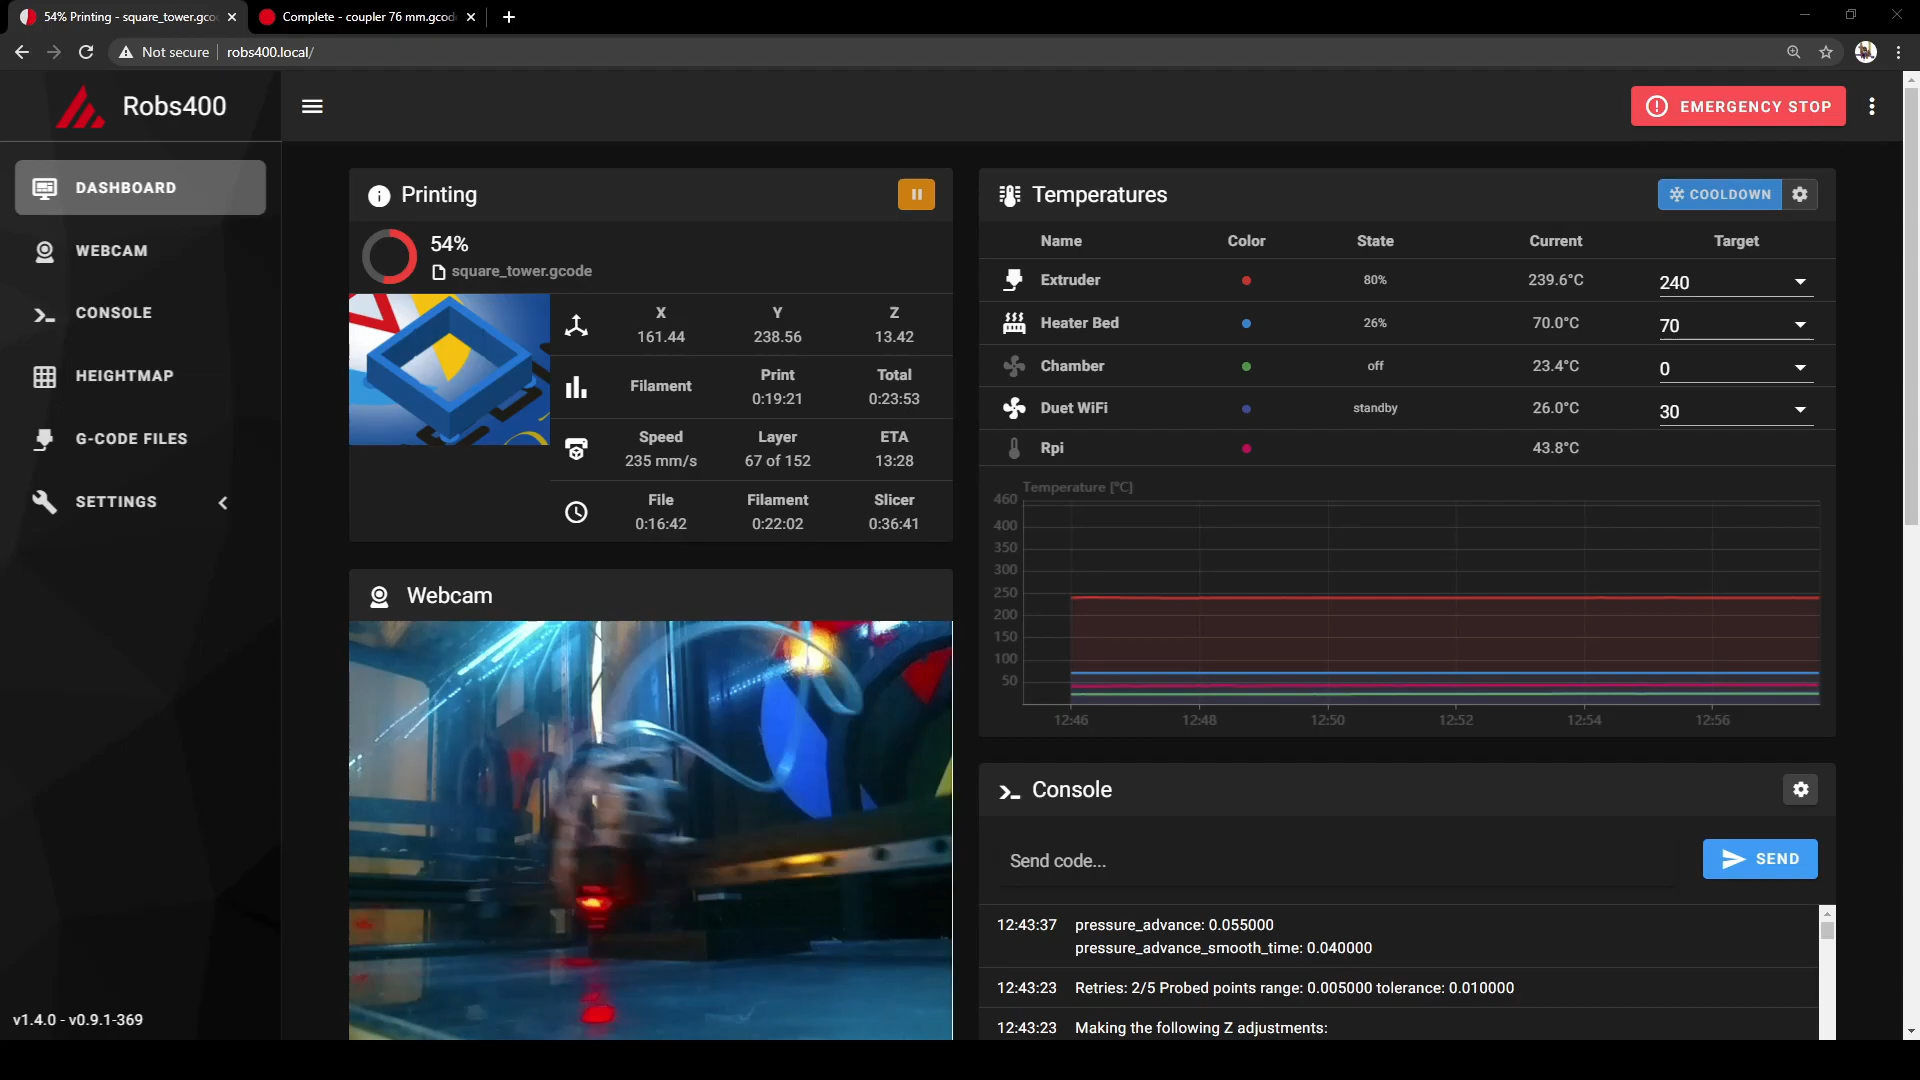 54% Printing - square_tower.gco
Complete - coupler 76 mm.gcod
Not secure
robs400.local/
Robs400
EMERGENCY STOP
DASHBOARD
WEBCAM
CONSOLE
HEIGHTMAP
G-CODE FILES
SETTINGS
v1.4.0 - v0.9.1-369
Printing
54%
square_tower.gcode
X Y Z
161.44 238.56 13.42
Filament Print Total
0:19:21 0:23:53
Speed Layer ETA
235 mm/s 67 of 152 13:28
File Filament Slicer
0:16:42 0:22:02 0:36:41
Webcam
Temperatures
COOLDOWN
Name Color State Current Target
Extruder 80% 239.6°C 240
Heater Bed 26% 70.0°C 70
Chamber off 23.4°C 0
Duet WiFi standby 26.0°C 30
Rpi 43.8°C
Temperature [°C]
460
400
350
300
250
200
150
100
50
12:46 12:48 12:50 12:52 12:54 12:56
Console
Send code...
SEND
12:43:37 pressure_advance: 0.055000
pressure_advance_smooth_time: 0.040000
12:43:23 Retries: 2/5 Probed points range: 0.005000 tolerance: 0.010000
12:43:23 Making the following Z adjustments: